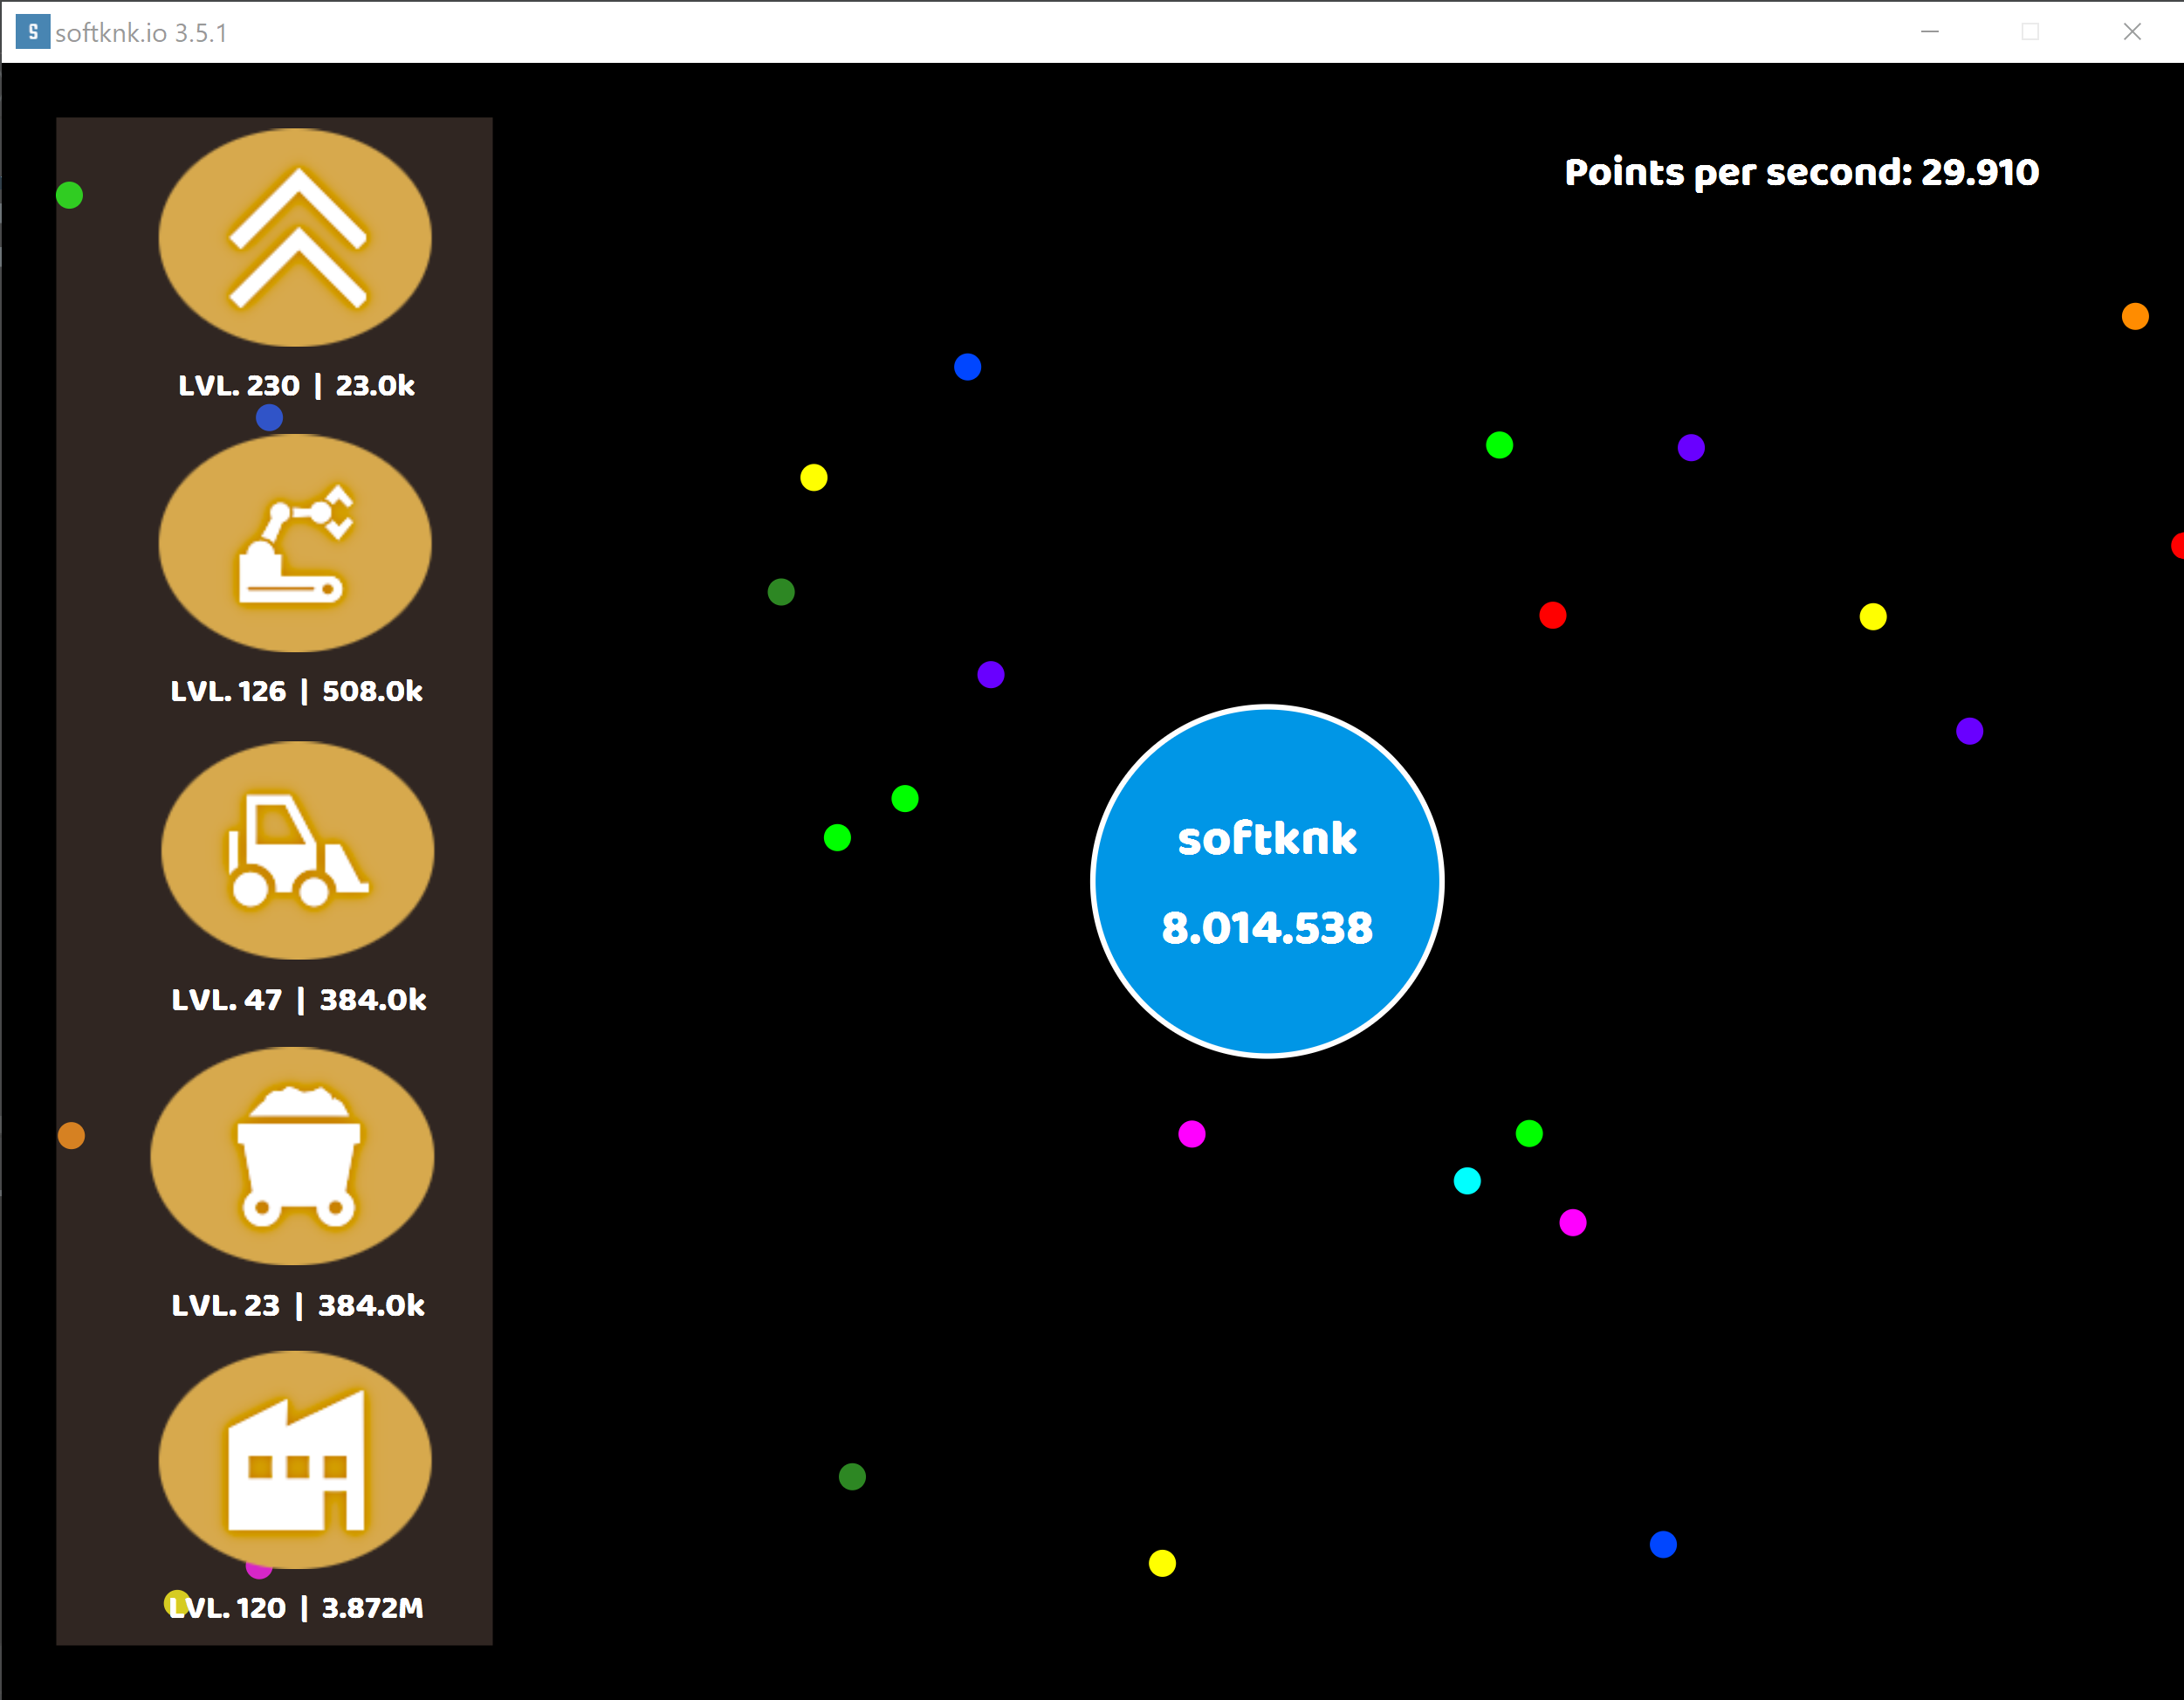 softknk.io 3.5.1
Points per second: 29.910
LVL. 230 | 23.0k
LVL. 126 | 508.0k
LVL. 47 | 384.0k
LVL. 23 | 384.0k
LVL. 120 | 3.872M
softknk
8.014.538